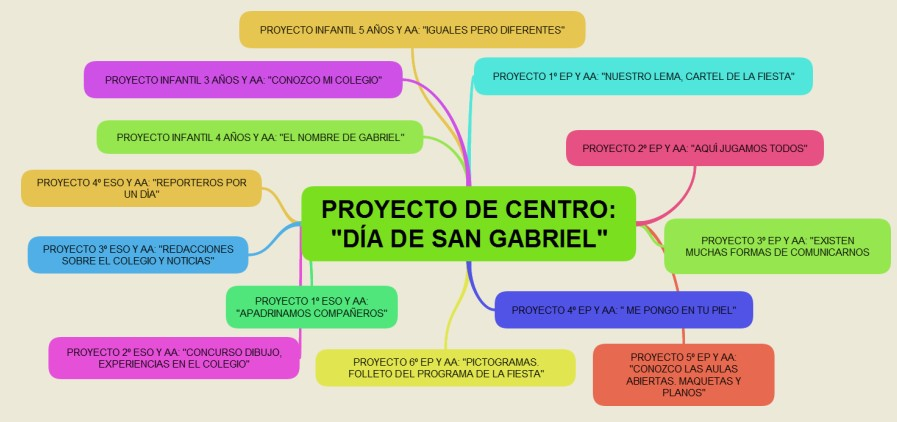 PROYECTO INFANTIL 5 AÑOS Y AA: "IGUALES PERO DIFERENTES"
PROYECTO INFANTIL 3 AÑOS Y AA: "CONOZCO MI COLEGIO"
PROYECTO 1º EP Y AA: "NUESTRO LEMA, CARTEL DE LA FIESTA"
PROYECTO INFANTIL 4 AÑOS Y AA: "EL NOMBRE DE GABRIEL"
PROYECTO 2º EP Y AA: "AQUÌ JUGAMOS TODOS"
PROYECTO 4º ESO Y AA: "REPORTEROS POR
UN DÌA"
PROYECTO DE CENTRO:
"DÍA DE SAN GABRIEL"
PROYECTO 3º ESO Y AA: "REDACCIONES
SOBRE EL COLEGIO Y NOTICIAS"
PROYECTO 3º EP Y AA: "EXISTEN
MUCHAS FORMAS DE COMUNICARNOS
PROYECTO 1º ESO Y AA:
"APADRINAMOS COMPAÑEROS"
PROYECTO 4º EP Y AA: " ME PONGO EN TU PIEL"
PROYECTO 2º ESO Y AA: "CONCURSO DIBUJO,
EXPERIENCIAS EN EL COLEGIO"
PROYECTO 6º EP Y AA: "PICTOGRAMAS.
FOLLETO DEL PROGRAMA DE LA FIESTA"
PROYECTO 5º EP Y AA:
"CONOZCO LAS AULAS
ABIERTAS. MAQUETAS Y
PLANOS"